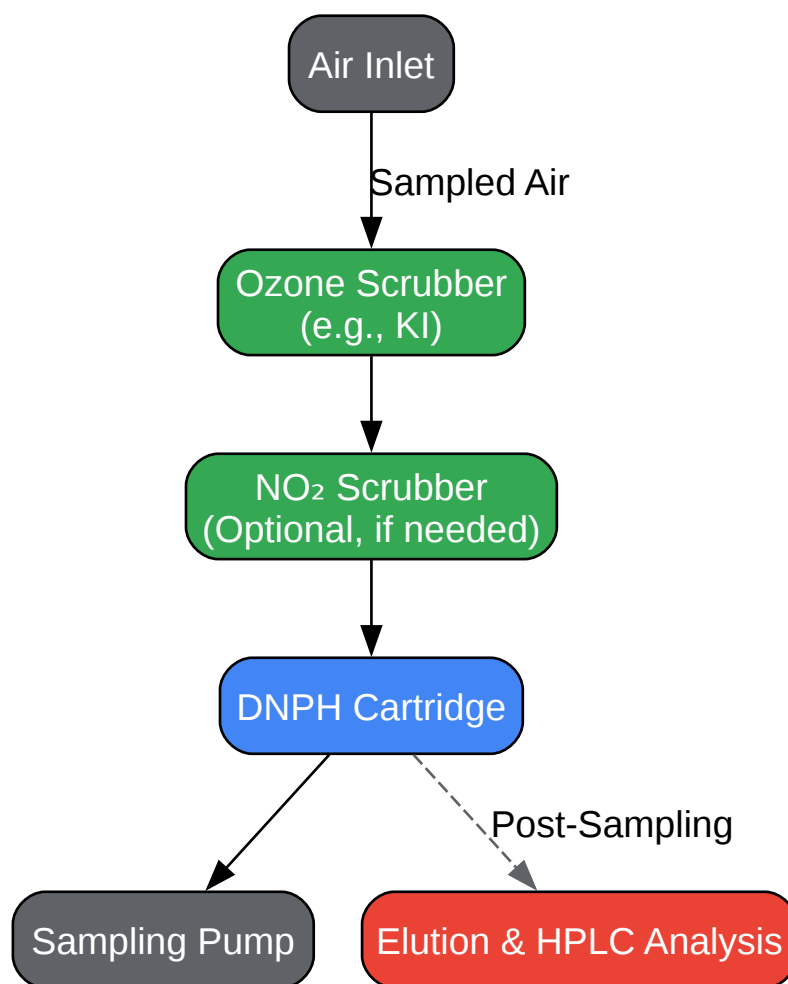 Air Inlet
Sampled Air
Ozone Scrubber
(e.g., KI)
NO₂ Scrubber
(Optional, if needed)
DNPH Cartridge
Post-Sampling
Sampling Pump
Elution & HPLC Analysis